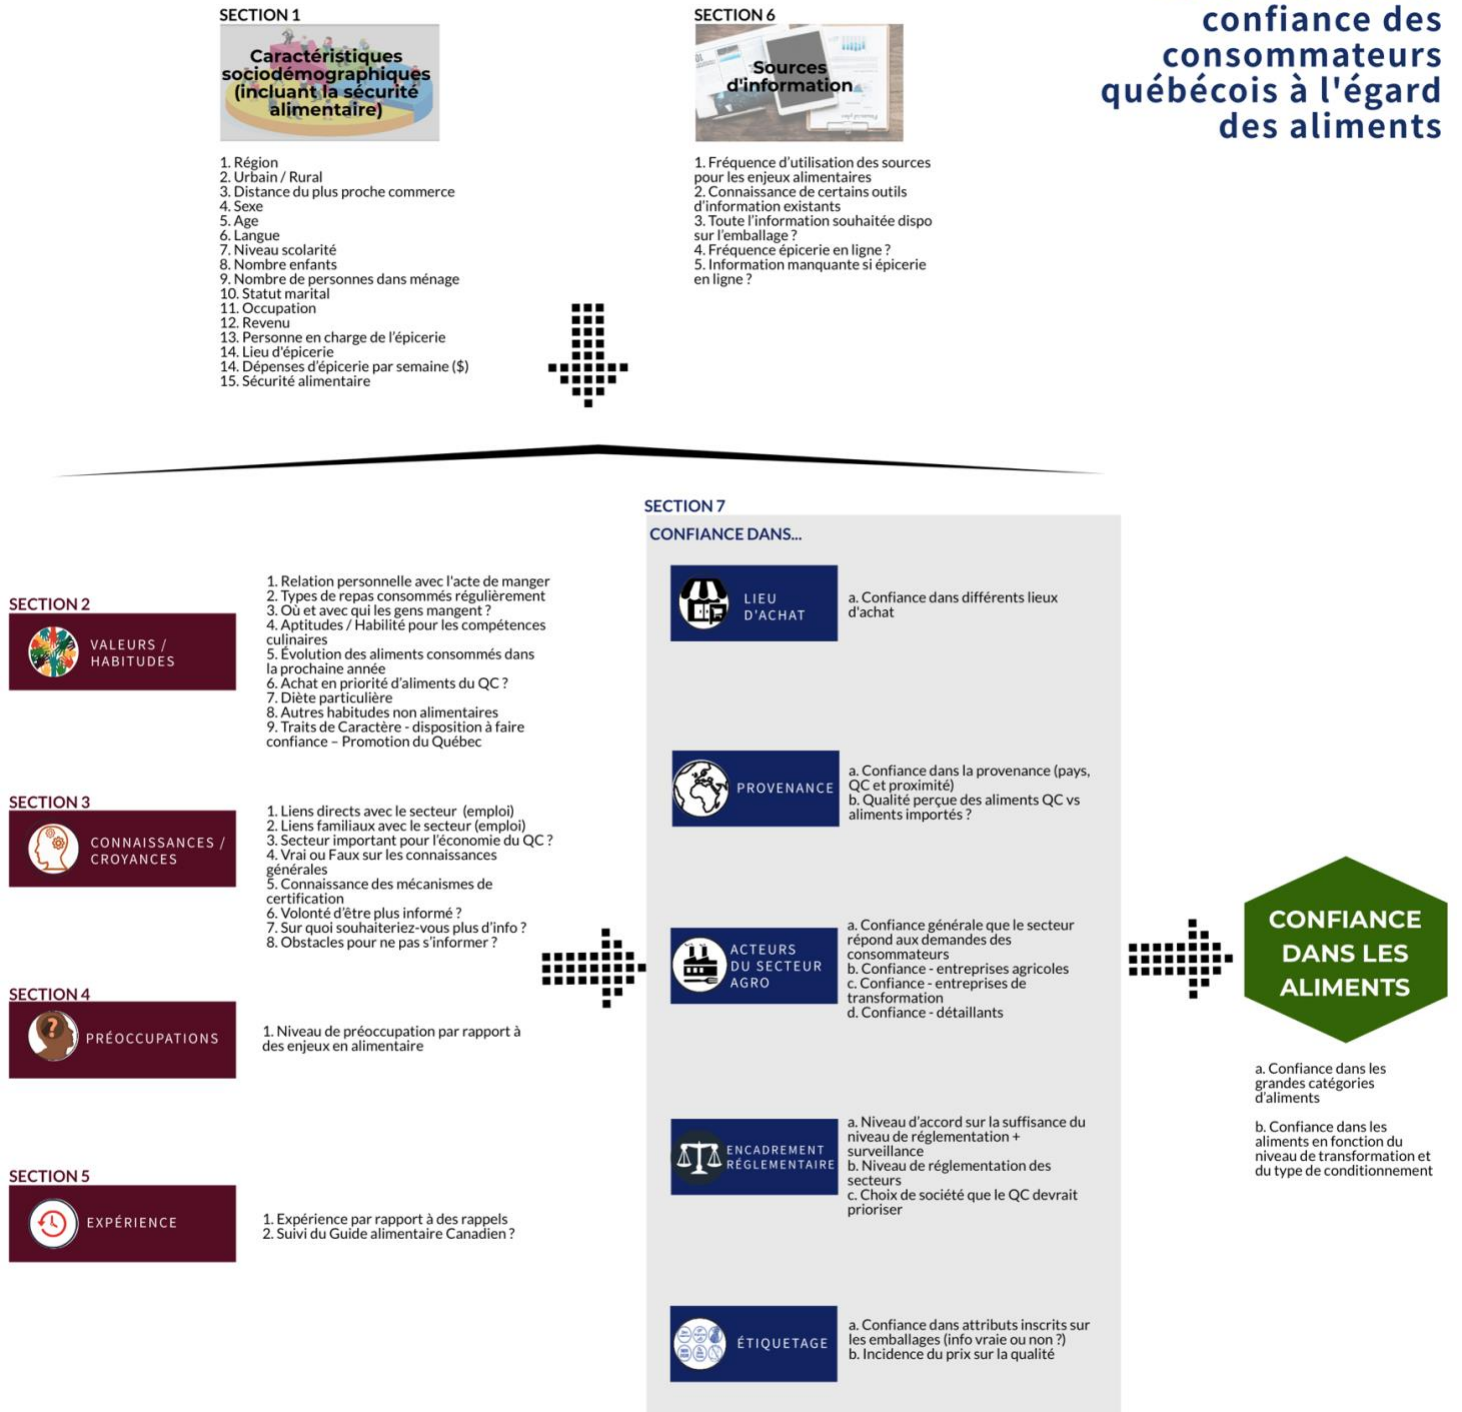 confiance des
consommateurs
québécois à l'égard
des aliments
SECTION 1
Caractéristiques
sociodémographiques
(incluant la sécurité
alimentaire)
1. Région
2. Urbain / Rural
3. Distance du plus proche commerce
4. Sexe
5. Age
6. Langue
7. Niveau scolarité
8. Nombre enfants
9. Nombre de personnes dans ménage
10. Statut marital
11. Occupation
12. Revenu
13. Personne en charge de l'épicerie
14. Lieu d'épicerie
14. Dépenses d'épicerie par semaine ($)
15. Sécurité alimentaire
SECTION 6
Sources
d'information
1. Fréquence d'utilisation des sources
pour les enjeux alimentaires
2. Connaissance de certains outils
d'information existants
3. Toute l'information souhaitée dispo
sur l'emballage ?
4. Fréquence épicerie en ligne ?
5. Information manquante si épicerie
en ligne ?
SECTION 2
VALEURS /
HABITUDES
1. Relation personnelle avec l'acte de manger
2. Types de repas consommés régulièrement
3. Où et avec qui les gens mangent ?
4. Aptitudes / Habilité pour les compétences
culinaires
5. Évolution des aliments consommés dans
la prochaine année
6. Achat en priorité d'aliments du QC ?
7. Diète particulière
8. Autres habitudes non alimentaires
9. Traits de Caractère - disposition à faire
confiance – Promotion du Québec
SECTION 3
CONNAISSANCES /
CROYANCES
1. Liens directs avec le secteur (emploi)
2. Liens familiaux avec le secteur (emploi)
3. Secteur important pour l'économie du QC ?
4. Vrai ou Faux sur les connaissances
générales
5. Connaissance des mécanismes de
certification
6. Volonté d'être plus informé ?
7. Sur quoi souhaiteriez-vous plus d'info ?
8. Obstacles pour ne pas s'informer ?
SECTION 4
PRÉOCCUPATIONS
1. Niveau de préoccupation par rapport à
des enjeux en alimentaire
SECTION 5
EXPÉRIENCE
1. Expérience par rapport à des rappels
2. Suivi du Guide alimentaire Canadien ?
SECTION 7
CONFIANCE DANS...
LIEU
D'ACHAT
a. Confiance dans différents lieux
d'achat
PROVENANCE
a. Confiance dans la provenance (pays,
QC et proximité)
b. Qualité perçue des aliments QC vs
aliments importés ?
ACTEURS
DU SECTEUR
AGRO
a. Confiance générale que le secteur
répond aux demandes des
consommateurs
b. Confiance - entreprises agricoles
c. Confiance - entreprises de
transformation
d. Confiance - détaillants
ENCADREMENT
RÉGLEMENTAIRE
a. Niveau d'accord sur la suffisance du
niveau de réglementation +
surveillance
b. Niveau de réglementation des
secteurs
c. Choix de société que le QC devrait
prioriser
ÉTIQUETAGE
a. Confiance dans attributs inscrits sur
les emballages (info vraie ou non ?)
b. Incidence du prix sur la qualité
CONFIANCE
DANS LES
ALIMENTS
a. Confiance dans les
grandes catégories
d'aliments
b. Confiance dans les
aliments en fonction du
niveau de transformation et
du type de conditionnement